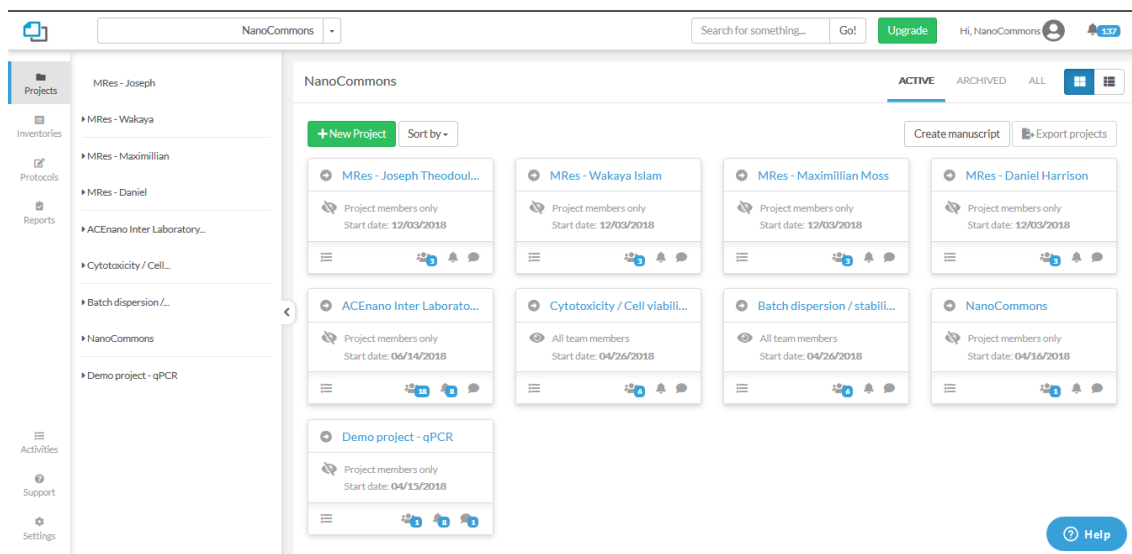 NanoCommons
Search for something...
Go!
Upgrade
Hi, NanoCommons
137
Projects
Inventories
Protocols
Reports
Activities
Support
Settings
MRes - Joseph
MRes - Wakaya
MRes - Maximillian
MRes - Daniel
ACEnano Inter Laboratory...
Cytotoxicity / Cell...
Batch dispersion /...
NanoCommons
Demo project - qPCR
NanoCommons
ACTIVE
ARCHIVED
ALL
New Project
Sort by
Create manuscript
Export projects
MRes - Joseph Theodoul...
Project members only
Start date: 12/03/2018
3
MRes - Wakaya Islam
Project members only
Start date: 12/03/2018
3
MRes - Maximillian Moss
Project members only
Start date: 12/03/2018
3
MRes - Daniel Harrison
Project members only
Start date: 12/03/2018
3
ACEnano Inter Laborato...
Project members only
Start date: 06/14/2018
18
8
Cytotoxicity / Cell viabili...
All team members
Start date: 04/26/2018
6
Batch dispersion / stabili...
All team members
Start date: 04/26/2018
6
NanoCommons
Project members only
Start date: 04/16/2018
1
Demo project - qPCR
Project members only
Start date: 04/15/2018
1
8
1
Help